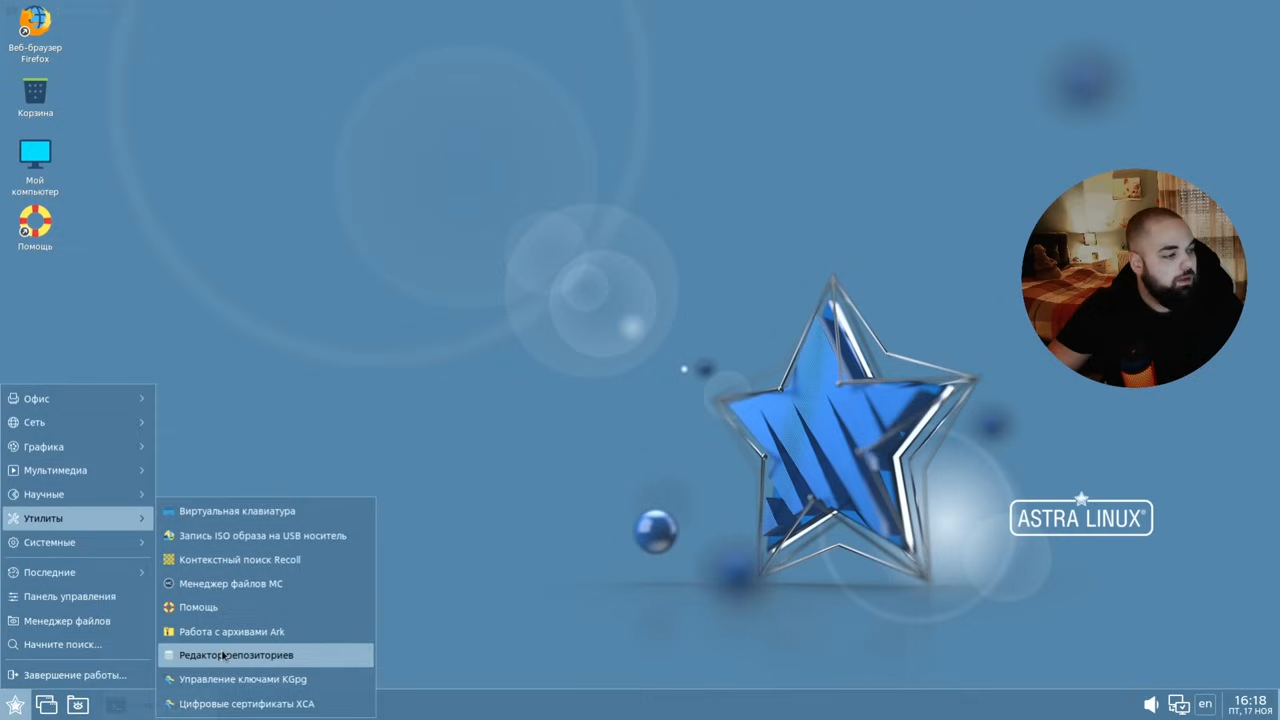 Веб-браузер
Firefox
Корзина
Мой
компьютер
Помощь
Офис
Сеть
Графика
Мультимедиа
Научные
Утилиты
Системные
Последние
Панель управления
Менеджер файлов
Начните поиск...
Завершение работы...
Виртуальная клавиатура
Запись ISO образа на USB носитель
Контекстный поиск Recoll
Менеджер файлов MC
Помощь
Работа с архивами Ark
Редактор репозиториев
Управление ключами KGpg
Цифровые сертификаты XCA
ASTRA LINUX®
en
16:18
ПТ, 17 НОЯ